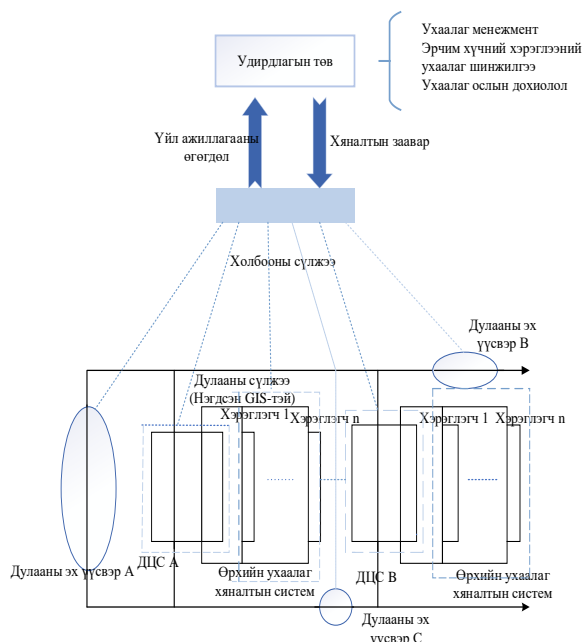 Ухаалаг менежмент
Эрчим хүчний хэрэглээний
ухаалаг шинжилгээ
Ухаалаг ослын дохиолол
Удирдлагын төв
Үйл ажиллагааны
өгөгдөл
Хяналтын заавар
Холбооны сүлжээ
Дулааны эх
үүсвэр B
Дулааны сүлжээ
(Нэгдсэн GIS-тэй)
Хэрэглэгч 1
Хэрэглэгч n
Хэрэглэгч 1
Хэрэглэгч n
Дулааны эх үүсвэр A
ДЦС А
Өрхийн ухаалаг
хяналтын систем
ДЦС В
Өрхийн ухаалаг
хяналтын систем
Дулааны эх
үүсвэр C